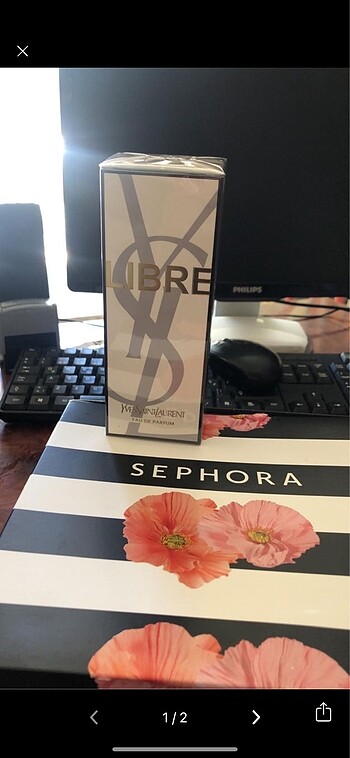 LIBRE
YVESSAINTLAURENT
EAU DE PARFUM
PHILIPS
SEPHORA
1/2